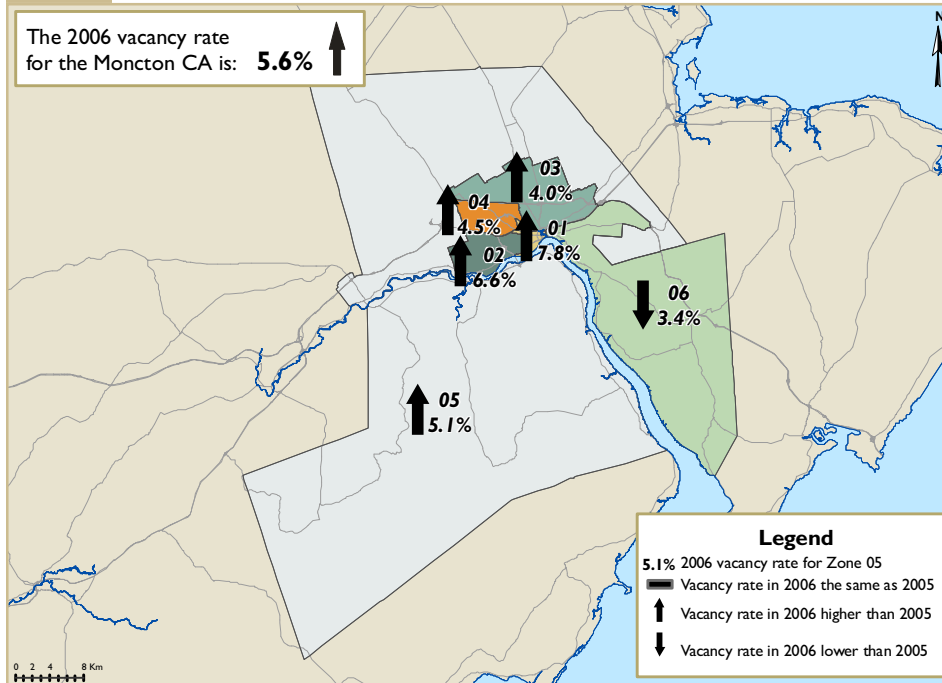 The 2006 vacancy rate
for the Moncton CA is: 5.6%
N
03
4.0%
04
4.5%
01
7.8%
02
6.6%
06
3.4%
05
5.1%
Legend
5.1% 2006 vacancy rate for Zone 05
Vacancy rate in 2006 the same as 2005
Vacancy rate in 2006 higher than 2005
Vacancy rate in 2006 lower than 2005
0 2 4 8 Km